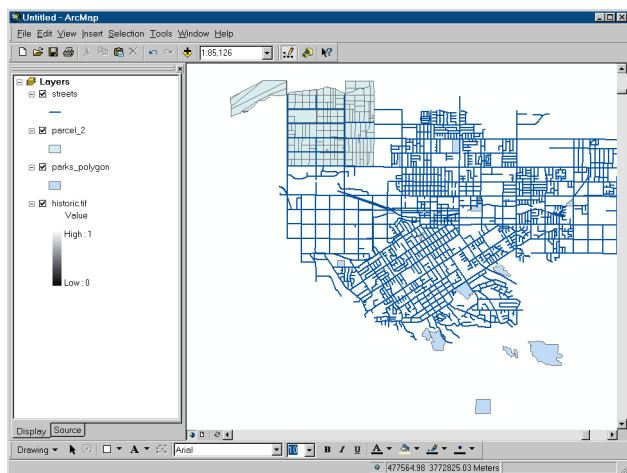 Untitled - ArcMap
File Edit View Insert Selection Tools Window Help
1:85,126
Layers
streets
parcel_2
parks_polygon
historic.tif
Value
High : 1
Low : 0
Display Source
Drawing Arial 10 B I U A
477564.98 3772825.03 Meters